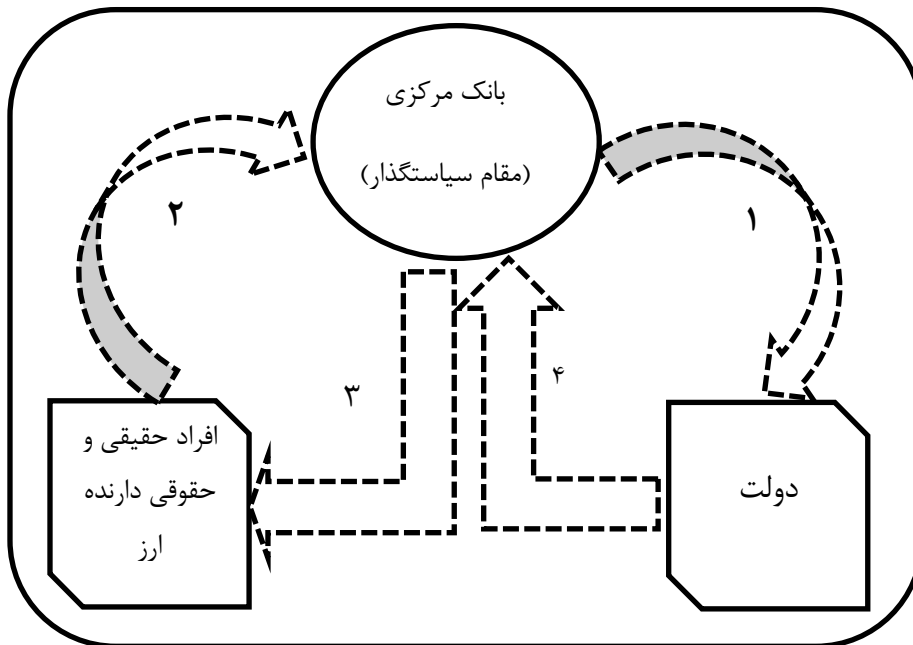 بانک مرکزی
(مقام سیاستگذار)
۱
۲
۳
۴
افراد حقیقی و
حقوقی دارنده
ارز
دولت